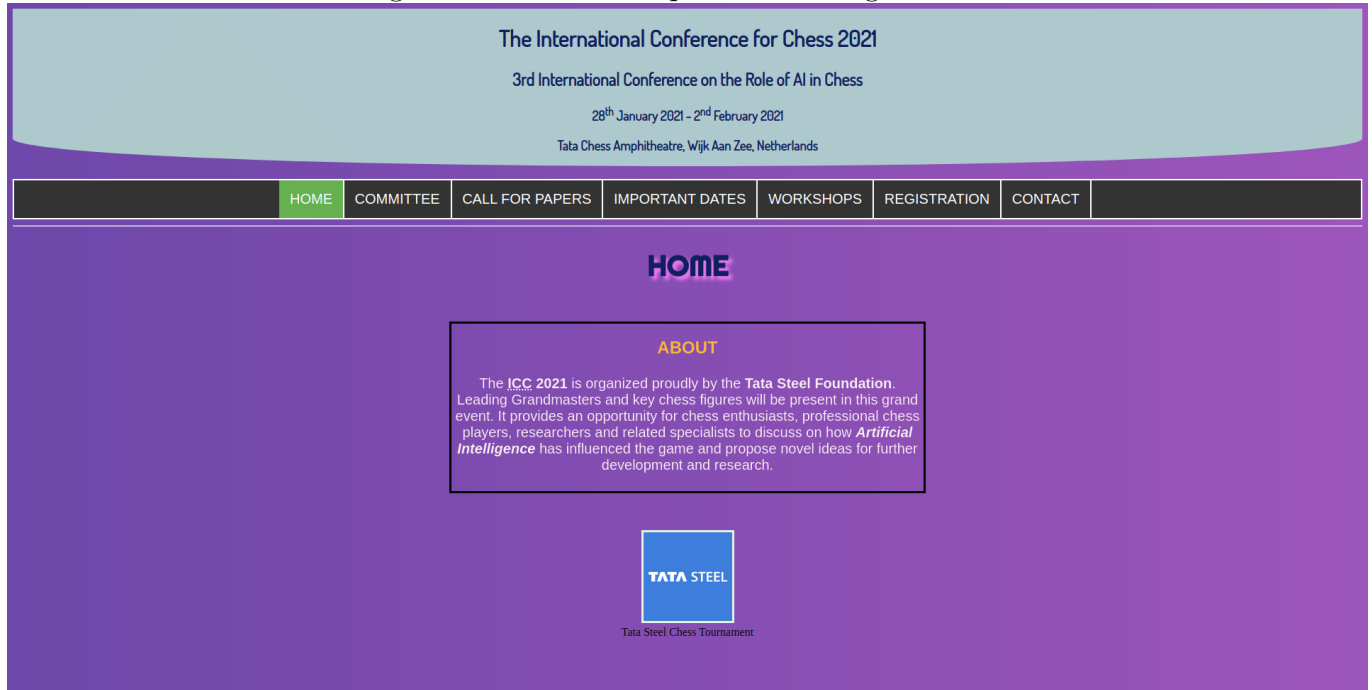 The International Conference for Chess 2021
3rd International Conference on the Role of AI in Chess
28th January 2021 - 2nd February 2021
Tata Chess Amphitheatre, Wijk Aan Zee, Netherlands
HOME COMMITTEE CALL FOR PAPERS IMPORTANT DATES WORKSHOPS REGISTRATION CONTACT
HOME
ABOUT
The ICC 2021 is organized proudly by the Tata Steel Foundation.
Leading Grandmasters and key chess figures will be present in this grand
event. It provides an opportunity for chess enthusiasts, professional chess
players, researchers and related specialists to discuss on how Artificial
Intelligence has influenced the game and propose novel ideas for further
development and research.
TATA STEEL
Tata Steel Chess Tournament